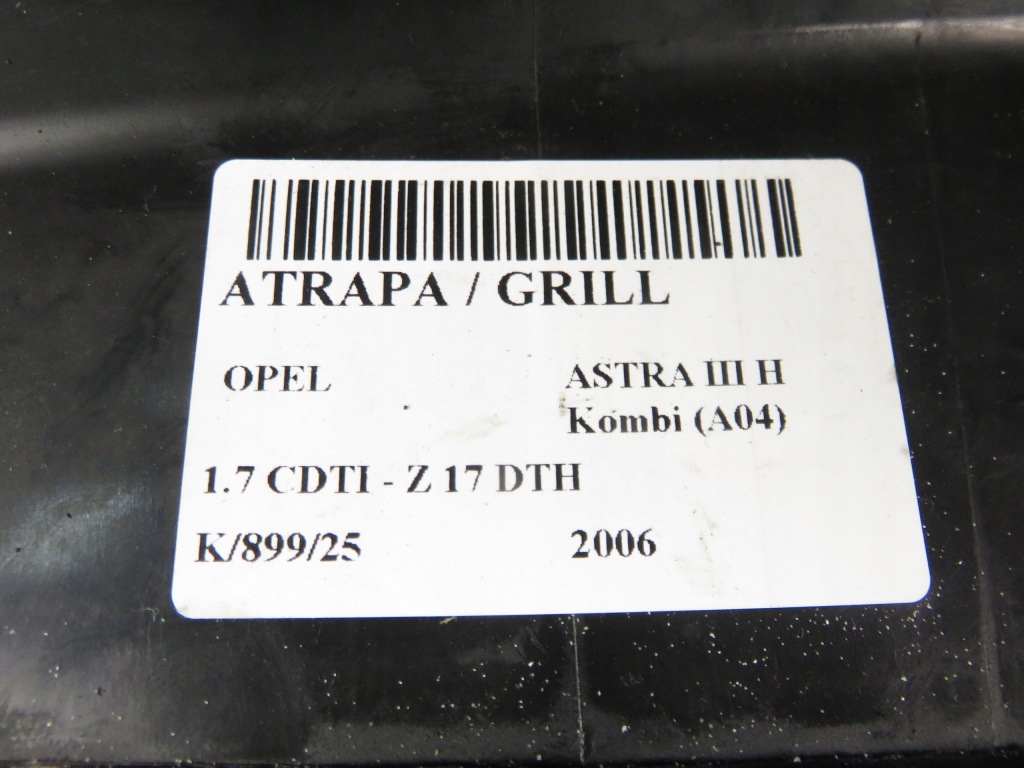 ATRAPA / GRILL
OPEL ASTRA III H
Kombi (A04)
1.7 CDTI - Z 17 DTH
K/899/25 2006